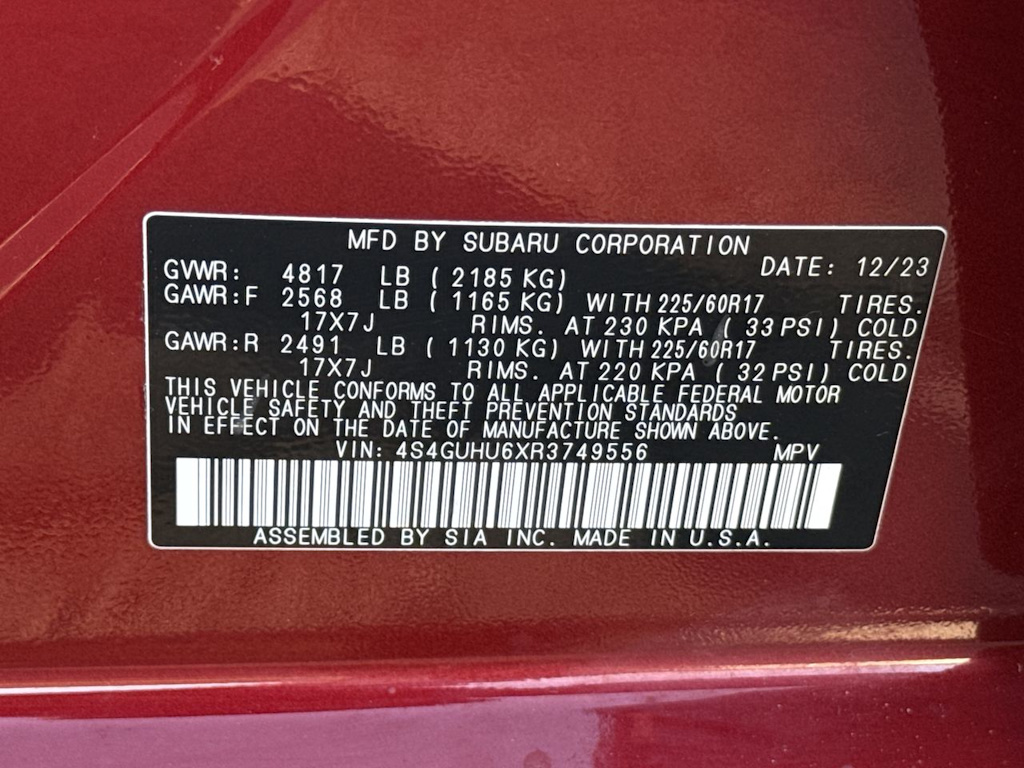 MFD BY SUBARU CORPORATION
DATE: 12/23
GVWR: 4817 LB ( 2185 KG)
GAWR:F 2568 LB ( 1165 KG) WITH 225/60R17 TIRES.
17X7J RIMS. AT 230 KPA ( 33 PSI) COLD
GAWR:R 2491 LB ( 1130 KG) WITH 225/60R17 TIRES.
17X7J RIMS. AT 220 KPA ( 32 PSI) COLD
THIS VEHICLE CONFORMS TO ALL APPLICABLE FEDERAL MOTOR
VEHICLE SAFETY AND THEFT PREVENTION STANDARDS
IN EFFECT ON THE DATE OF MANUFACTURE SHOWN ABOVE.
VIN: 4S4GUHU6XR3749556 MPV
ASSEMBLED BY SIA INC. MADE IN U.S.A.